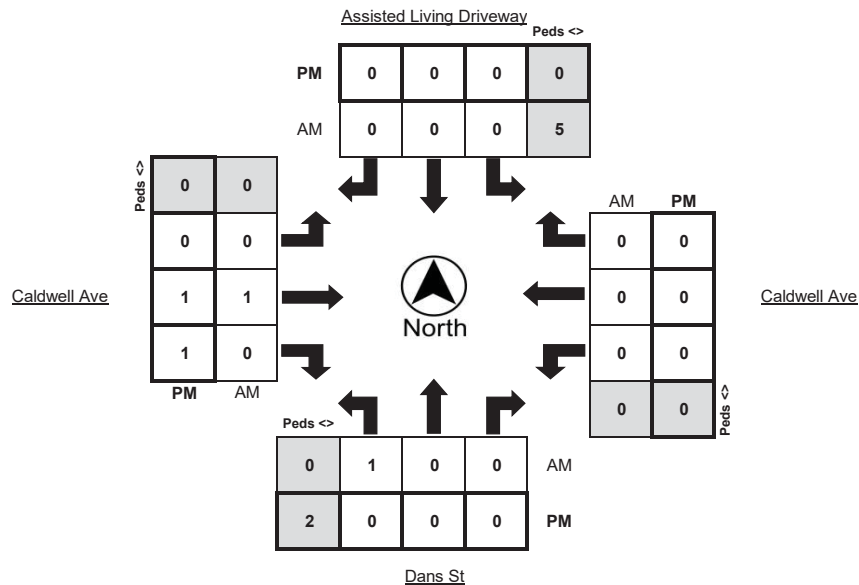 Assisted Living Driveway
Peds <>
PM 0 0 0 0
AM 0 0 0 5
Peds <>
0 0
0 0
1 1
1 0
PM AM
Caldwell Ave
North
AM PM
0 0
0 0
0 0
0 0
Peds <>
Caldwell Ave
Peds <>
0 1 0 0 AM
2 0 0 0 PM
Dans St